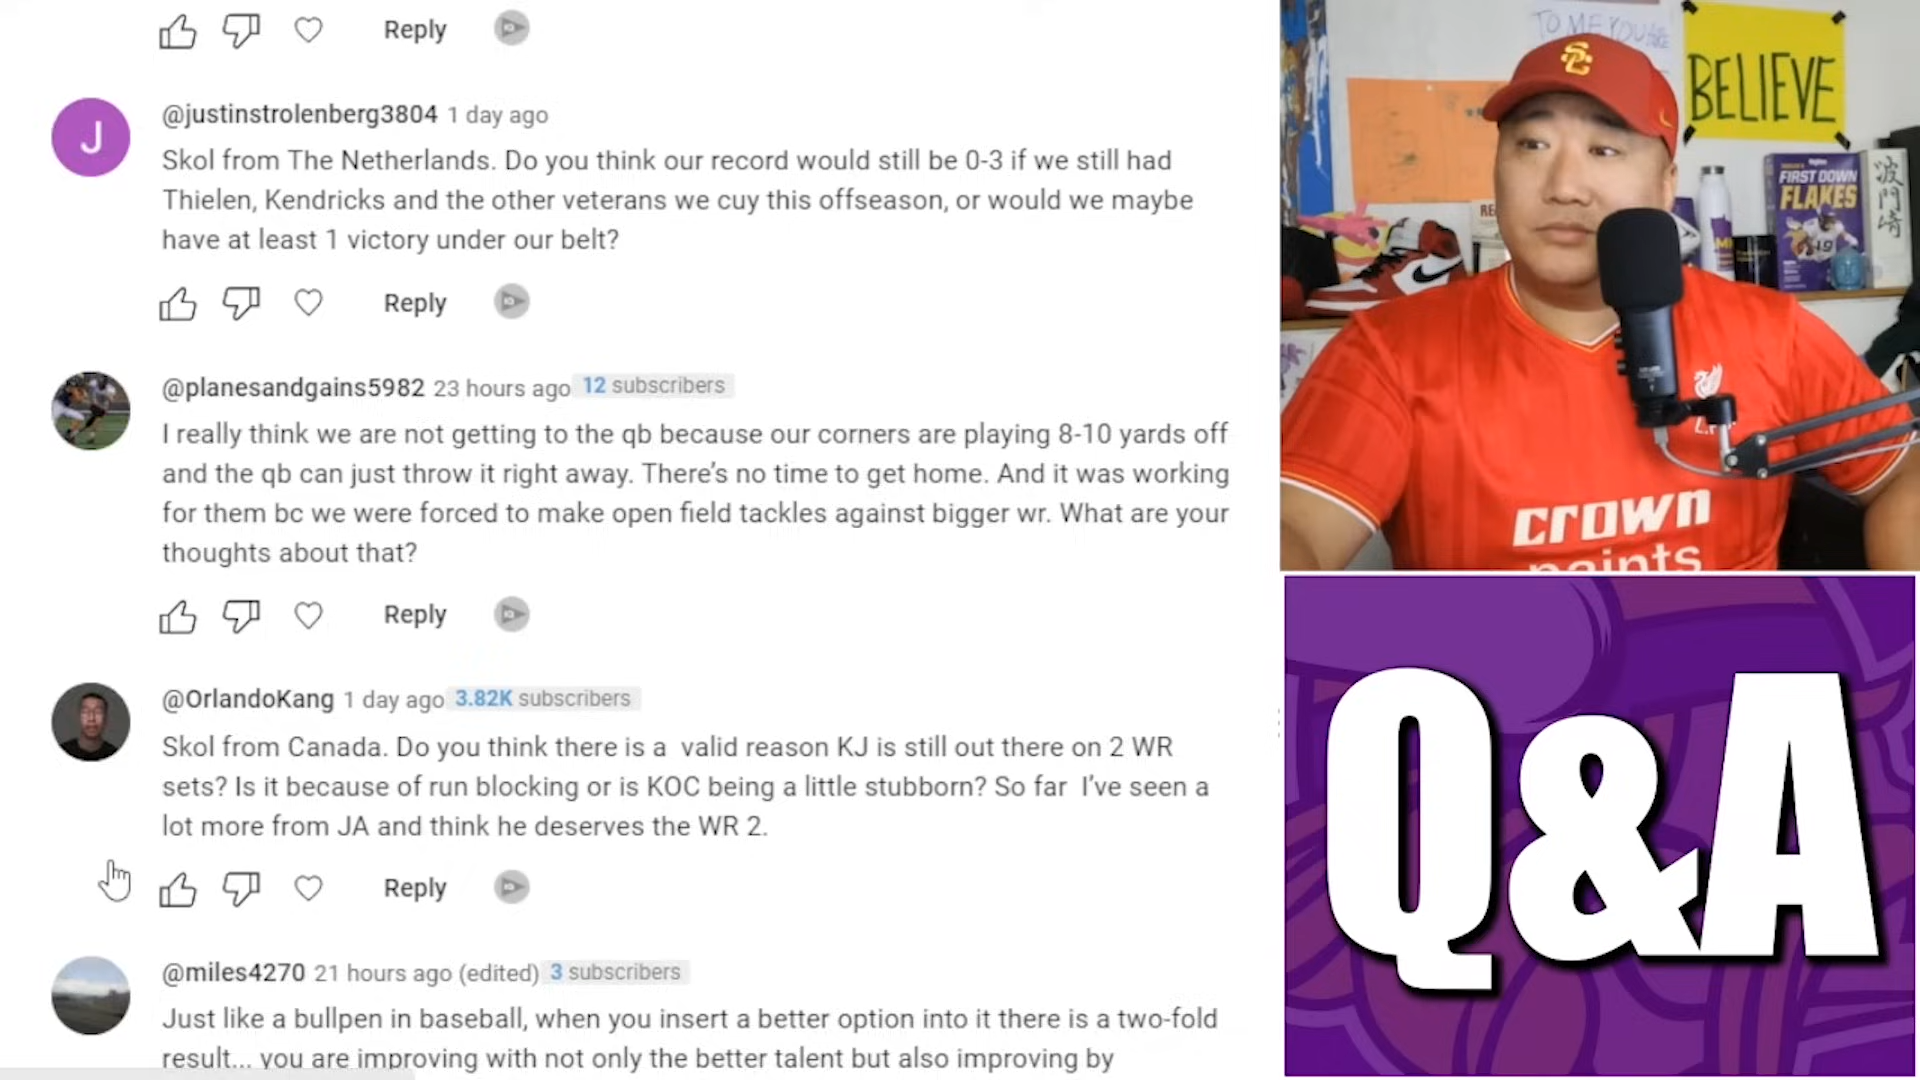 Reply
@justinstrolenberg3804 1 day ago
Skol from The Netherlands. Do you think our record would still be 0-3 if we still had
Thielen, Kendricks and the other veterans we cuy this offseason, or would we maybe
have at least 1 victory under our belt?
Reply
@planesandgains5982 23 hours ago 12 subscribers
I really think we are not getting to the qb because our corners are playing 8-10 yards off
and the qb can just throw it right away. There's no time to get home. And it was working
for them bc we were forced to make open field tackles against bigger wr. What are your
thoughts about that?
Reply
@OrlandoKang 1 day ago 3.82K subscribers
Skol from Canada. Do you think there is a valid reason KJ is still out there on 2 WR
sets? Is it because of run blocking or is KOC being a little stubborn? So far I've seen a
lot more from JA and think he deserves the WR 2.
Reply
@miles4270 21 hours ago (edited) 3 subscribers
Just like a bullpen in baseball, when you insert a better option into it there is a two-fold
result... you are improving with not only the better talent but also improving by
J
TO ME YOU
BELIEVE
SC
FIRST DOWN
FLAKES
19
波
門
崎
crown
paints
Q&A